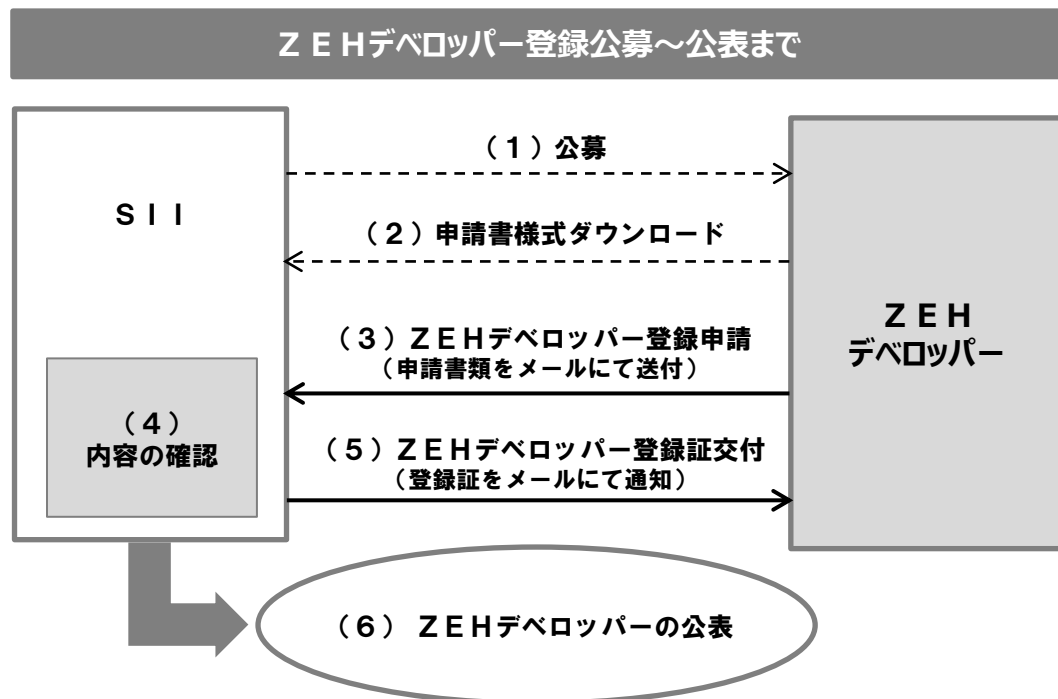 ＺＥＨデベロッパー登録公募～公表まで
ＳＩＩ
（１）公募
（２）申請書様式ダウンロード
（３）ＺＥＨデベロッパー登録申請
（申請書類をメールにて送付）
（４）
内容の確認
（５）ＺＥＨデベロッパー登録証交付
（登録証をメールにて通知）
ＺＥＨ
デベロッパー
（６） ＺＥＨデベロッパーの公表